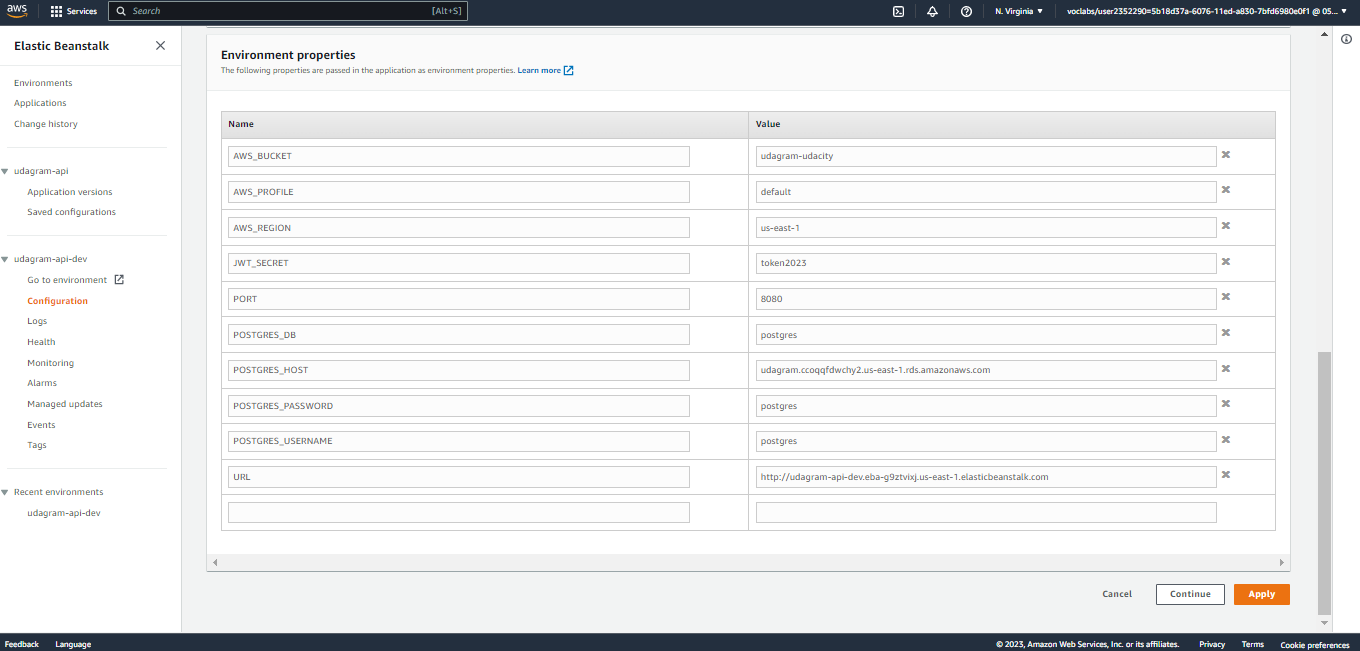 aws Services Search [Alt+S] N. Virginia voclabs/user2352290=5b18d37a-6076-11ed-a830-7bfd6980e0f1 @ 05...
Elastic Beanstalk
Environments
Applications
Change history
udagram-api
Application versions
Saved configurations
udagram-api-dev
Go to environment
Configuration
Logs
Health
Monitoring
Alarms
Managed updates
Events
Tags
Recent environments
udagram-api-dev
Environment properties
The following properties are passed in the application as environment properties. Learn more
Name Value
AWS_BUCKET udagram-udacity
AWS_PROFILE default
AWS_REGION us-east-1
JWT_SECRET token2023
PORT 8080
POSTGRES_DB postgres
POSTGRES_HOST udagram.ccoqqfdwchy2.us-east-1.rds.amazonaws.com
POSTGRES_PASSWORD postgres
POSTGRES_USERNAME postgres
URL http://udagram-api-dev.eba-g9ztvixj.us-east-1.elasticbeanstalk.com
Cancel Continue Apply
Feedback Language © 2023, Amazon Web Services, Inc. or its affiliates. Privacy Terms Cookie preferences